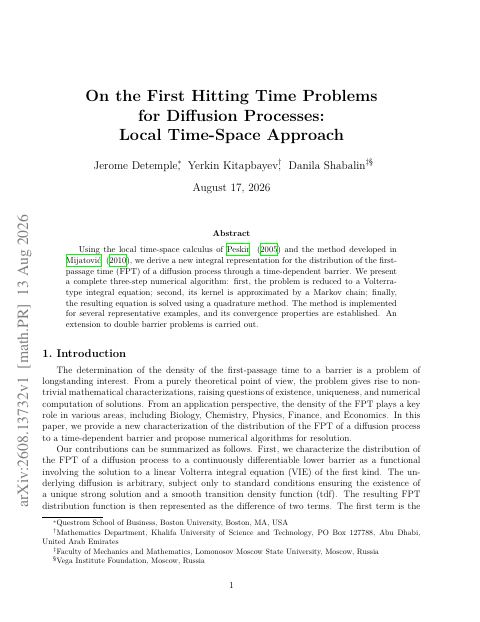 On the First Hitting Time Problems
for Diffusion Processes:
Local Time-Space Approach
Jerome Detemple,* Yerkin Kitapbayev,† Danila Shabalin‡§
August 17, 2026
Abstract
Using the local time-space calculus of Peskir (2005) and the method developed in
Mijatović (2010), we derive a new integral representation for the distribution of the first-
passage time (FPT) of a diffusion process through a time-dependent barrier. We present
a complete three-step numerical algorithm: first, the problem is reduced to a Volterra-
type integral equation; second, its kernel is approximated by a Markov chain; finally,
the resulting equation is solved using a quadrature method. The method is implemented
for several representative examples, and its convergence properties are established. An
extension to double barrier problems is carried out.
1. Introduction
The determination of the density of the first-passage time to a barrier is a problem of
longstanding interest. From a purely theoretical point of view, the problem gives rise to non-
trivial mathematical characterizations, raising questions of existence, uniqueness, and numerical
computation of solutions. From an application perspective, the density of the FPT plays a key
role in various areas, including Biology, Chemistry, Physics, Finance, and Economics. In this
paper, we provide a new characterization of the distribution of the FPT of a diffusion process
to a time-dependent barrier and propose numerical algorithms for resolution.
Our contributions can be summarized as follows. First, we characterize the distribution of
the FPT of a diffusion process to a continuously differentiable lower barrier as a functional
involving the solution to a linear Volterra integral equation (VIE) of the first kind. The un-
derlying diffusion is arbitrary, subject only to standard conditions ensuring the existence of
a unique strong solution and a smooth transition density function (tdf). The resulting FPT
distribution function is then represented as the difference of two terms. The first term is the
*Questrom School of Business, Boston University, Boston, MA, USA
†Mathematics Department, Khalifa University of Science and Technology, PO Box 127788, Abu Dhabi,
United Arab Emirates
‡Faculty of Mechanics and Mathematics, Lomonosov Moscow State University, Moscow, Russia
§Vega Institute Foundation, Moscow, Russia
1
arXiv:2608.13732v1 [math.PR] 13 Aug 2026